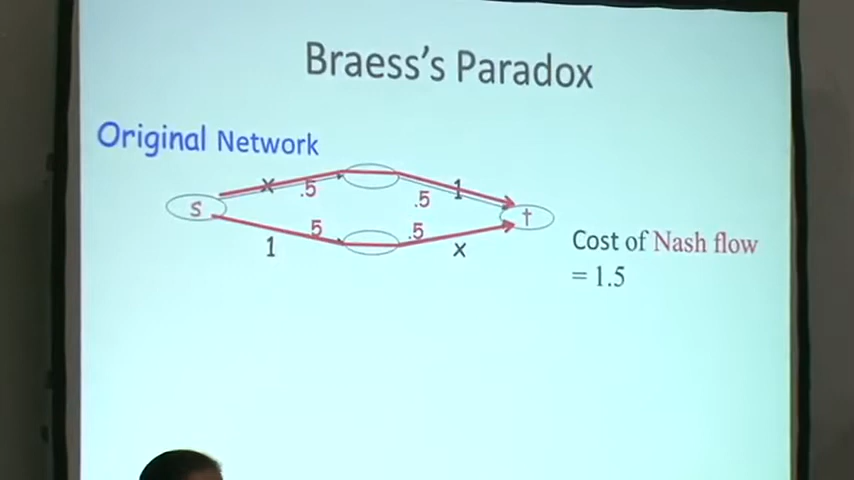 Braess's Paradox
Original Network
x .5 .5 1
s t
1 .5 .5 x
Cost of Nash flow
= 1.5